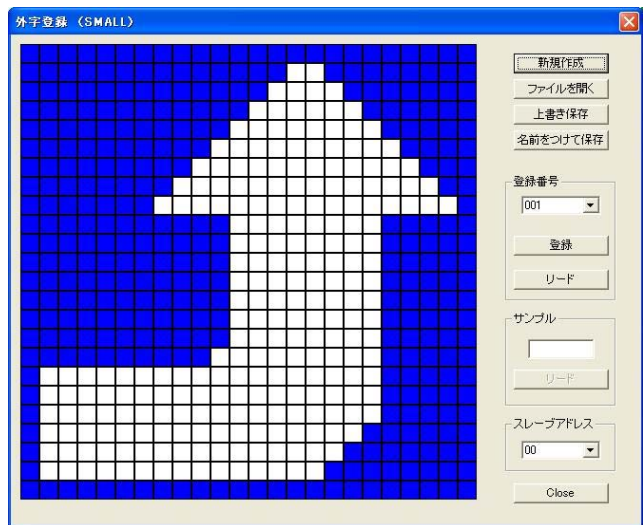 外字登録 （SMALL）
新規作成
ファイルを開く
上書き保存
名前をつけて保存
登録番号
001
登録
リード
サンプル
リード
スレーブアドレス
00
Close